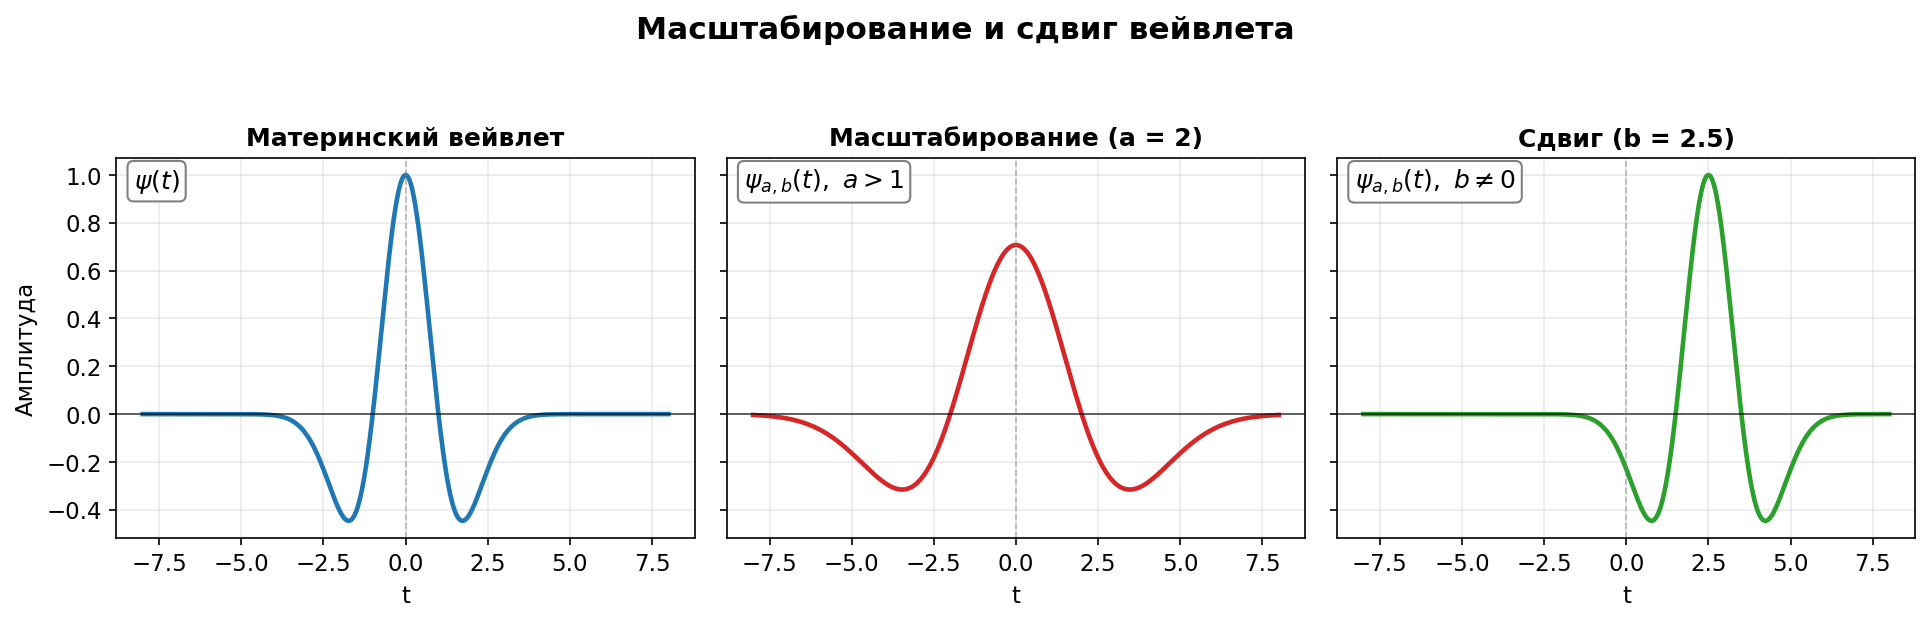 Масштабирование и сдвиг вейвлета
Материнский вейвлет
ψ(t)
1.0
0.8
0.6
0.4
0.2
0.0
−0.2
−0.4
Амплитуда
−7.5 −5.0 −2.5 0.0 2.5 5.0 7.5
t
Масштабирование (a = 2)
ψa,b(t), a > 1
−7.5 −5.0 −2.5 0.0 2.5 5.0 7.5
t
Сдвиг (b = 2.5)
ψa,b(t), b ≠ 0
−7.5 −5.0 −2.5 0.0 2.5 5.0 7.5
t